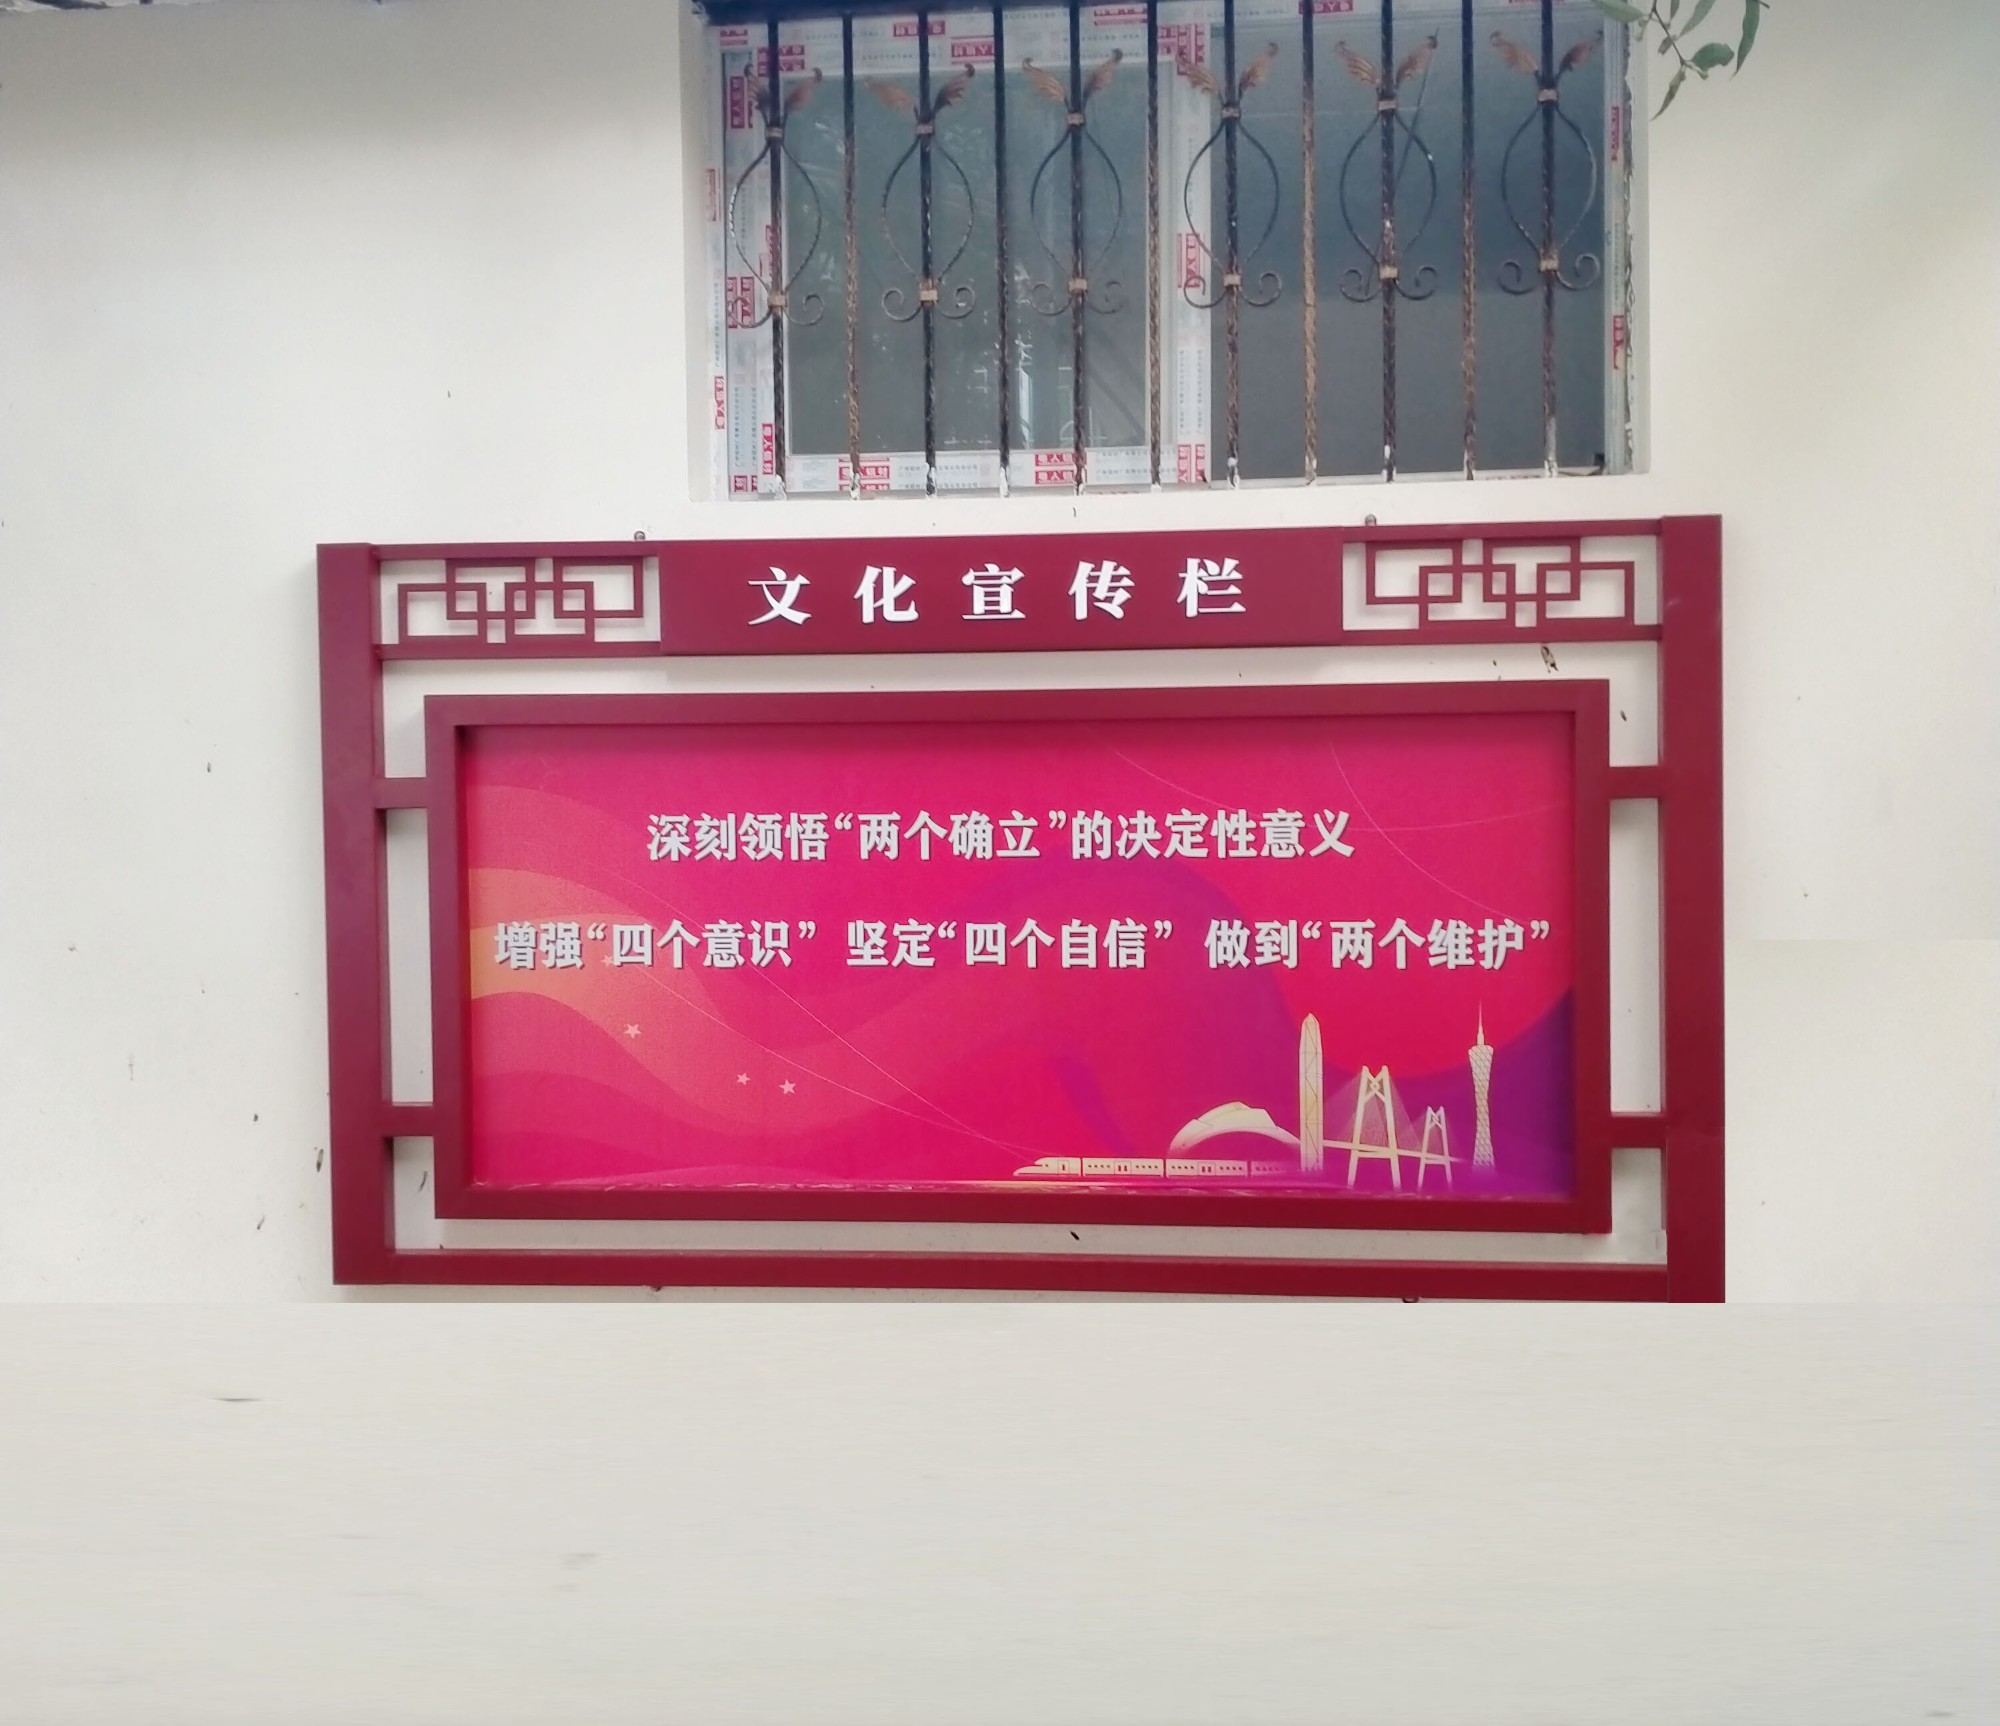 文化宣传栏
深刻领悟“两个确立”的决定性意义
增强“四个意识” 坚定“四个自信” 做到“两个维护”